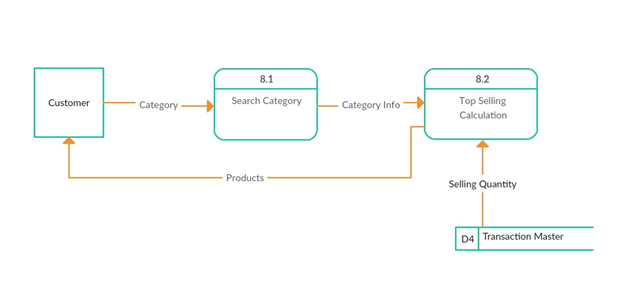 8.1
8.2
Customer
Category
Search Category
Category Info
Top Selling
Calculation
Products
Selling Quantity
D4 Transaction Master